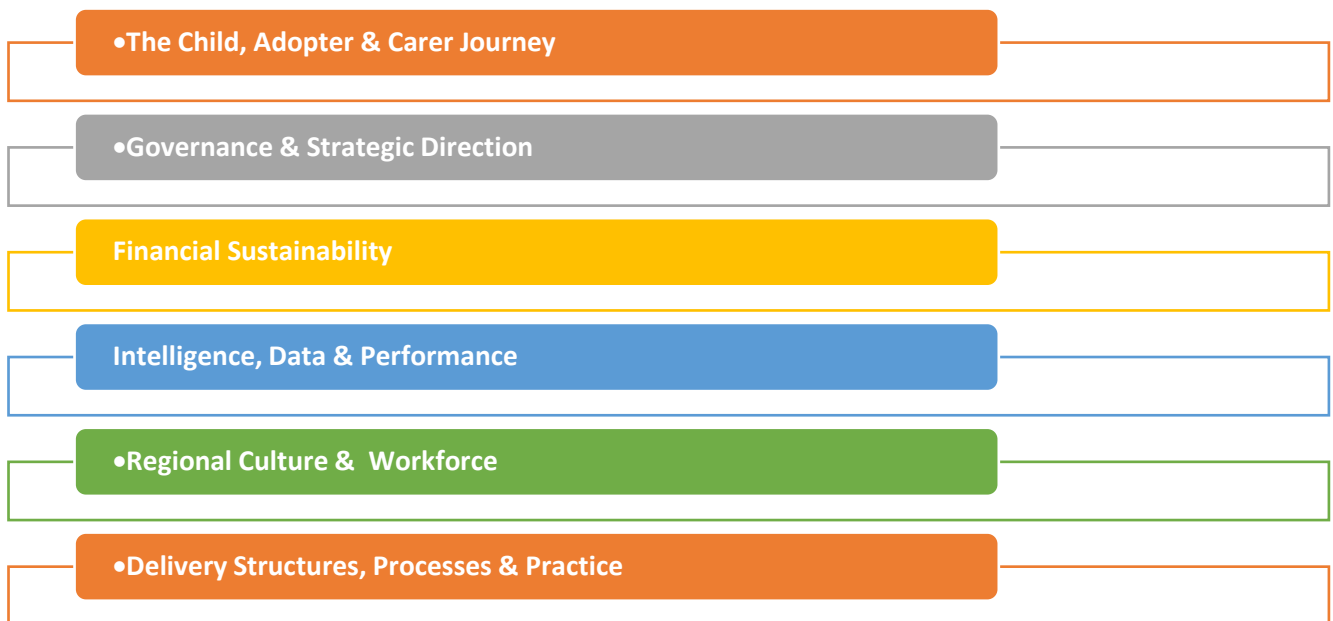 •The Child, Adopter & Carer Journey
•Governance & Strategic Direction
Financial Sustainability
Intelligence, Data & Performance
•Regional Culture &  Workforce
•Delivery Structures, Processes & Practice